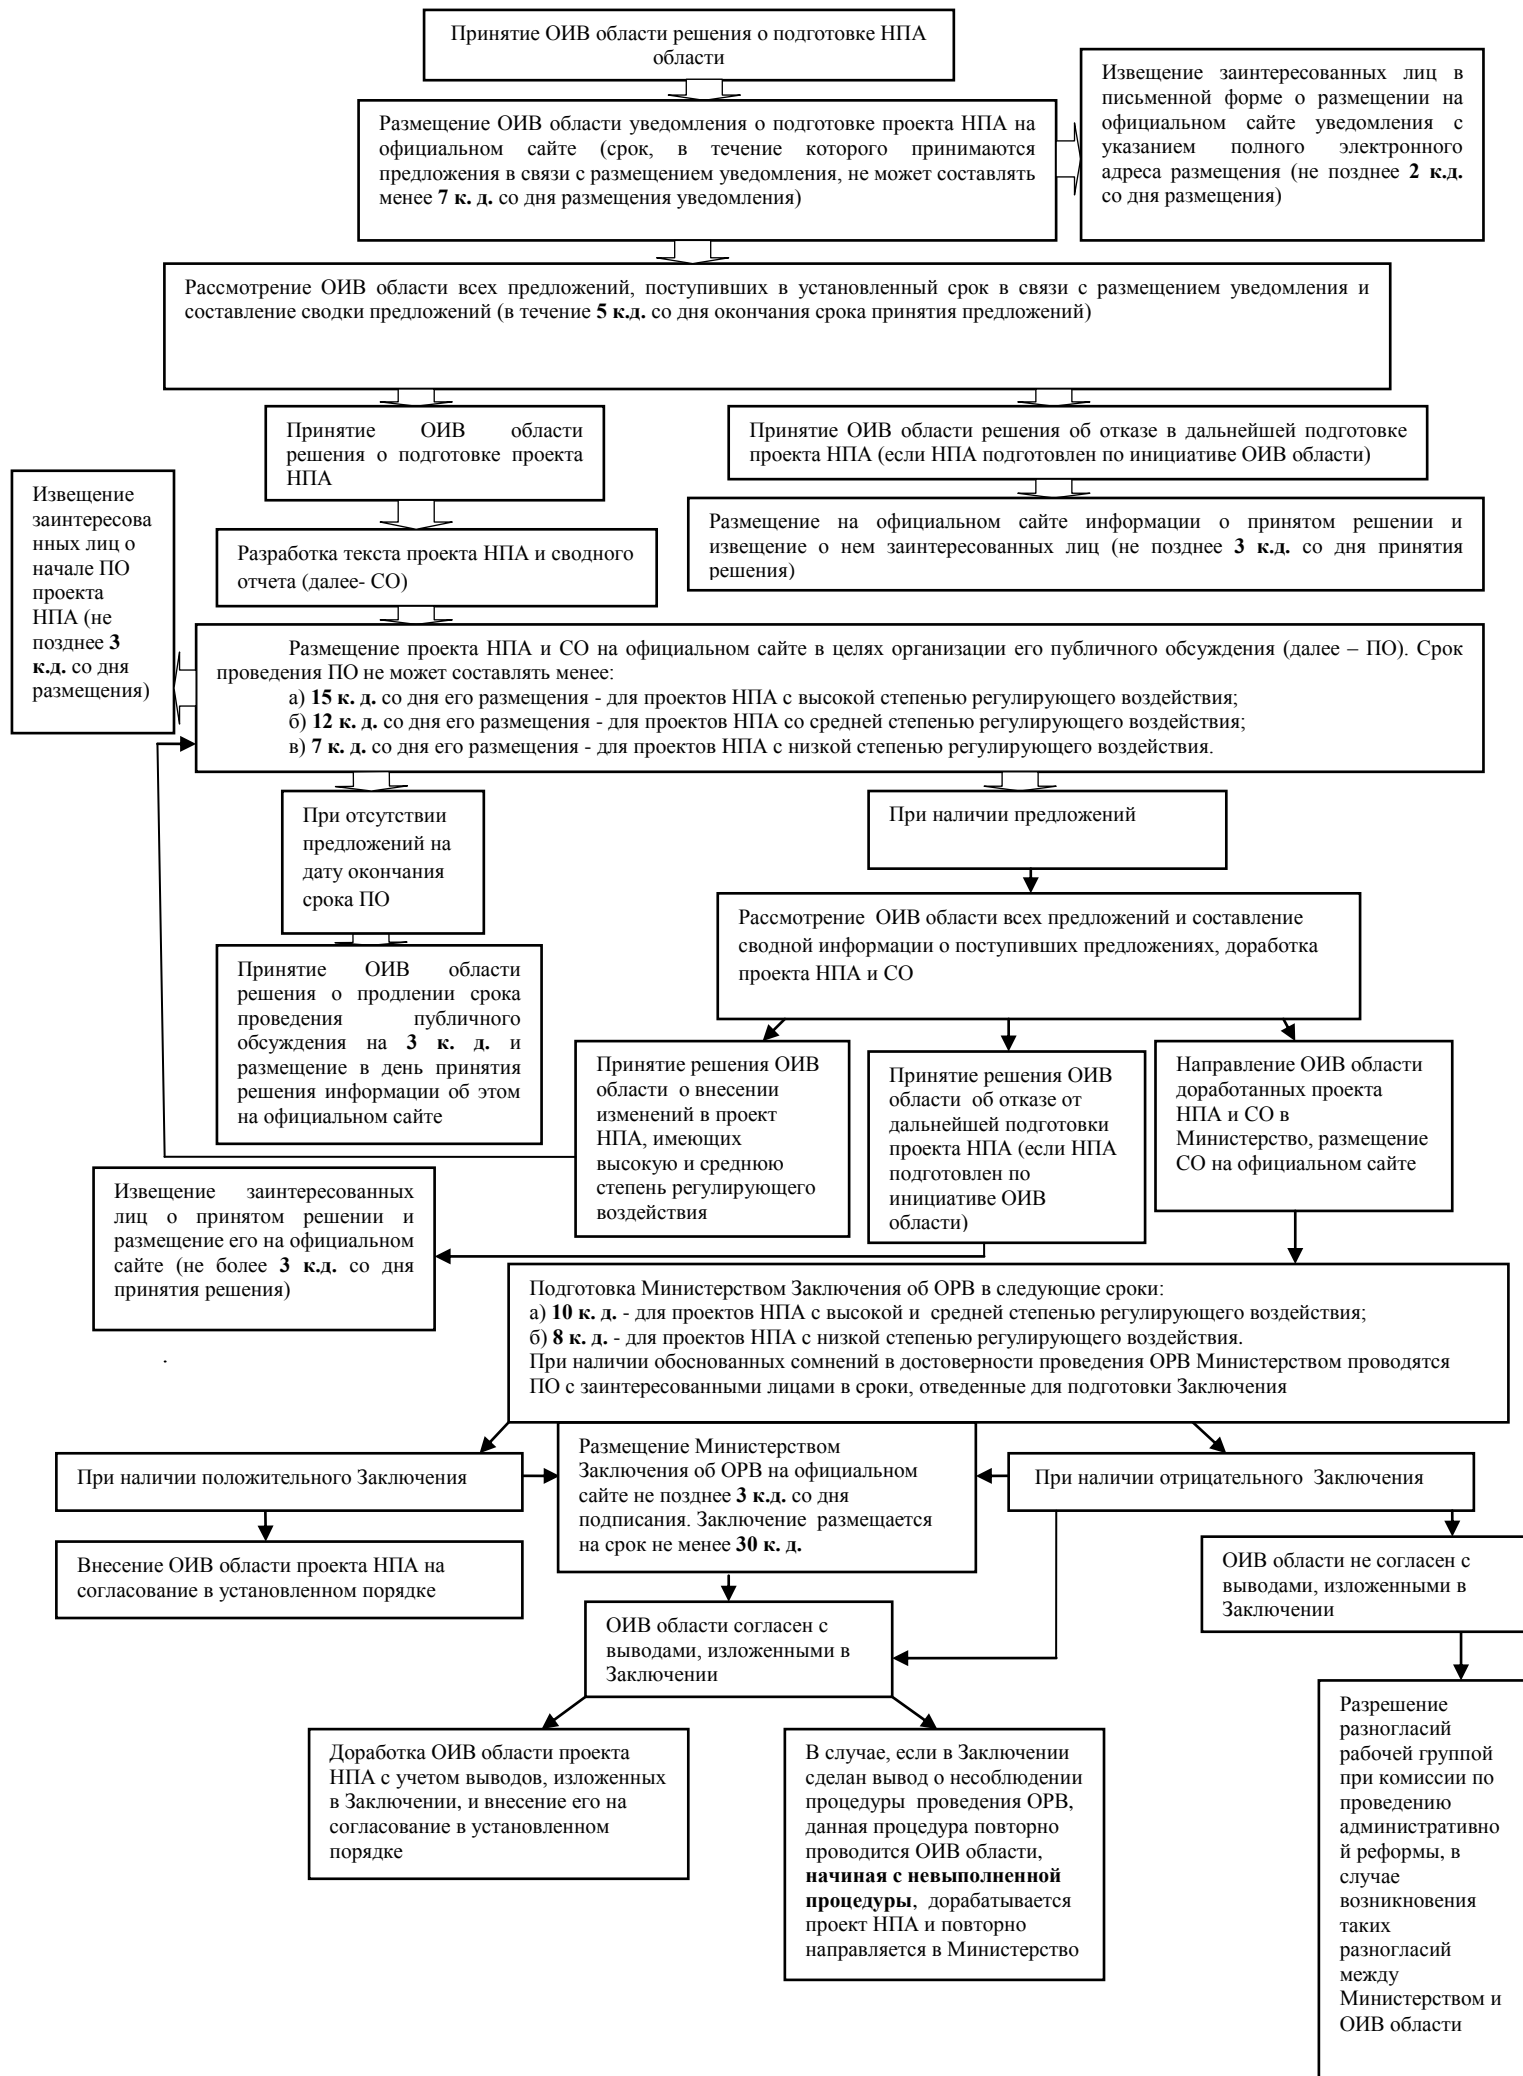 Принятие ОИВ области решения о подготовке НПА
области
Извещение заинтересованных лиц в
письменной форме о размещении на
официальном сайте уведомления с
указанием полного электронного
адреса размещения (не позднее 2 к.д.
со дня размещения)
Размещение ОИВ области уведомления о подготовке проекта НПА на
официальном сайте (срок, в течение которого принимаются
предложения в связи с размещением уведомления, не может составлять
менее 7 к. д. со дня размещения уведомления)
Рассмотрение ОИВ области всех предложений, поступивших в установленный срок в связи с размещением уведомления и
составление сводки предложений (в течение 5 к.д. со дня окончания срока принятия предложений)
Принятие ОИВ области
решения о подготовке проекта
НПА
Принятие ОИВ области решения об отказе в дальнейшей подготовке
проекта НПА (если НПА подготовлен по инициативе ОИВ области)
Извещение
заинтересова
нных лиц о
начале ПО
проекта
НПА (не
позднее 3
к.д. со дня
размещения)
Разработка текста проекта НПА и сводного
отчета (далее- СО)
Размещение на официальном сайте информации о принятом решении и
извещение о нем заинтересованных лиц (не позднее 3 к.д. со дня принятия
решения)
Размещение проекта НПА и СО на официальном сайте в целях организации его публичного обсуждения (далее – ПО). Срок
проведения ПО не может составлять менее:
а) 15 к. д. со дня его размещения - для проектов НПА с высокой степенью регулирующего воздействия;
б) 12 к. д. со дня его размещения - для проектов НПА со средней степенью регулирующего воздействия;
в) 7 к. д. со дня его размещения - для проектов НПА с низкой степенью регулирующего воздействия.
При отсутствии
предложений на
дату окончания
срока ПО
При наличии предложений
Рассмотрение ОИВ области всех предложений и составление
сводной информации о поступивших предложениях, доработка
проекта НПА и СО
Принятие ОИВ области
решения о продлении срока
проведения публичного
обсуждения на 3 к. д. и
размещение в день принятия
решения информации об этом
на официальном сайте
Принятие решения ОИВ
области о внесении
изменений в проект
НПА, имеющих
высокую и среднюю
степень регулирующего
воздействия
Принятие решения ОИВ
области об отказе от
дальнейшей подготовки
проекта НПА (если НПА
подготовлен по
инициативе ОИВ
области)
Направление ОИВ области
доработанных проекта
НПА и СО в
Министерство, размещение
СО на официальном сайте
Извещение заинтересованных
лиц о принятом решении и
размещение его на официальном
сайте (не более 3 к.д. со дня
принятия решения)
.
Подготовка Министерством Заключения об ОРВ в следующие сроки:
а) 10 к. д. - для проектов НПА с высокой и средней степенью регулирующего воздействия;
б) 8 к. д. - для проектов НПА с низкой степенью регулирующего воздействия.
При наличии обоснованных сомнений в достоверности проведения ОРВ Министерством проводятся
ПО с заинтересованными лицами в сроки, отведенные для подготовки Заключения
При наличии положительного Заключения
Размещение Министерством
Заключения об ОРВ на официальном
сайте не позднее 3 к.д. со дня
подписания. Заключение размещается
на срок не менее 30 к. д.
При наличии отрицательного Заключения
Внесение ОИВ области проекта НПА на
согласование в установленном порядке
ОИВ области не согласен с
выводами, изложенными в
Заключении
ОИВ области согласен с
выводами, изложенными в
Заключении
Доработка ОИВ области проекта
НПА с учетом выводов, изложенных
в Заключении, и внесение его на
согласование в установленном
порядке
В случае, если в Заключении
сделан вывод о несоблюдении
процедуры проведения ОРВ,
данная процедура повторно
проводится ОИВ области,
начиная с невыполненной
процедуры, дорабатывается
проект НПА и повторно
направляется в Министерство
Разрешение
разногласий
рабочей группой
при комиссии по
проведению
административно
й реформы, в
случае
возникновения
таких
разногласий
между
Министерством и
ОИВ области